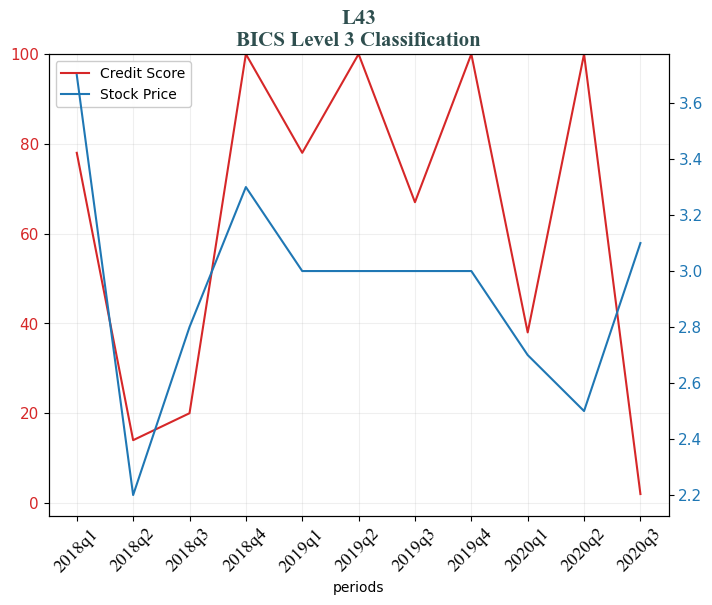 L43
BICS Level 3 Classification
Credit Score
Stock Price
100
80
60
40
20
0
3.6
3.4
3.2
3.0
2.8
2.6
2.4
2.2
2018q1
2018q2
2018q3
2018q4
2019q1
2019q2
2019q3
2019q4
2020q1
2020q2
2020q3
periods